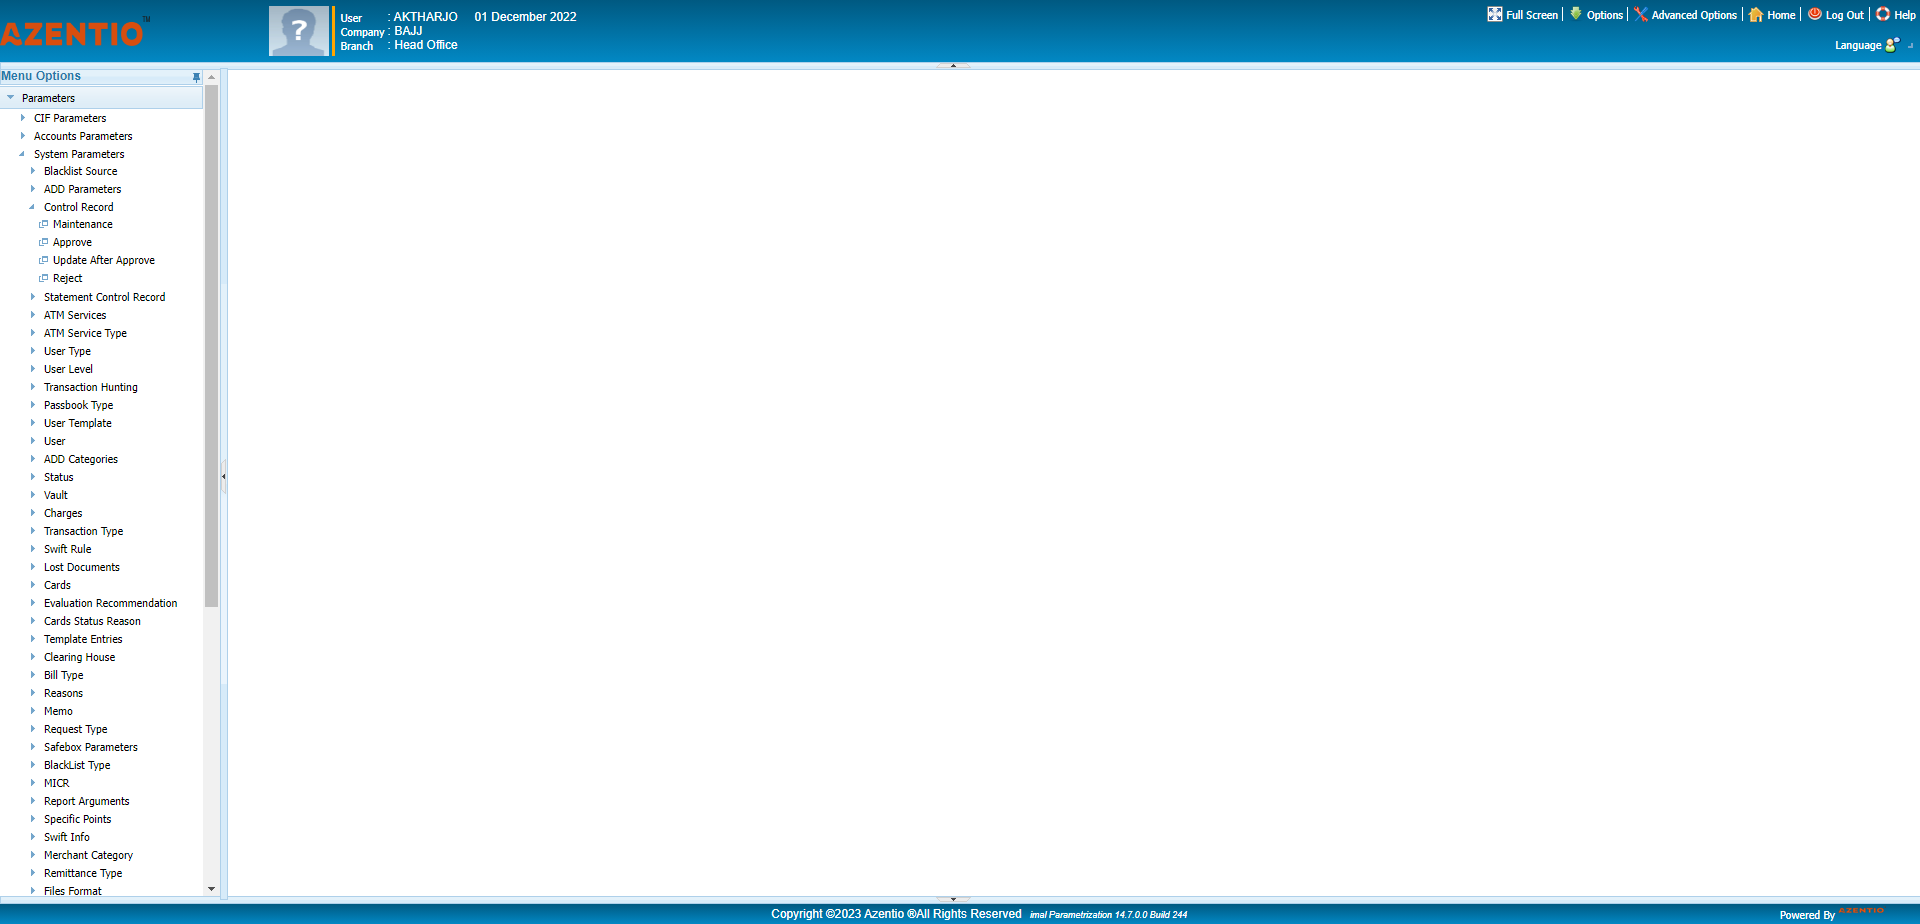 AZENTIO™
User : AKTHARJO 01 December 2022
Company : BAJJ
Branch : Head Office
Full Screen | Options | Advanced Options | Home | Log Out | Help
Language
Menu Options
Parameters
CIF Parameters
Accounts Parameters
System Parameters
Blacklist Source
ADD Parameters
Control Record
Maintenance
Approve
Update After Approve
Reject
Statement Control Record
ATM Services
ATM Service Type
User Type
User Level
Transaction Hunting
Passbook Type
User Template
User
ADD Categories
Status
Vault
Charges
Transaction Type
Swift Rule
Lost Documents
Cards
Evaluation Recommendation
Cards Status Reason
Template Entries
Clearing House
Bill Type
Reasons
Memo
Request Type
Safebox Parameters
BlackList Type
MICR
Report Arguments
Specific Points
Swift Info
Merchant Category
Remittance Type
Files Format
Copyright ©2023 Azentio ®All Rights Reserved imal Parametrization 14.7.0.0 Build 244
Powered By AZENTIO